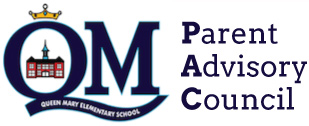 QM
QUEEN MARY ELEMENTARY SCHOOL
Parent
Advisory
Council